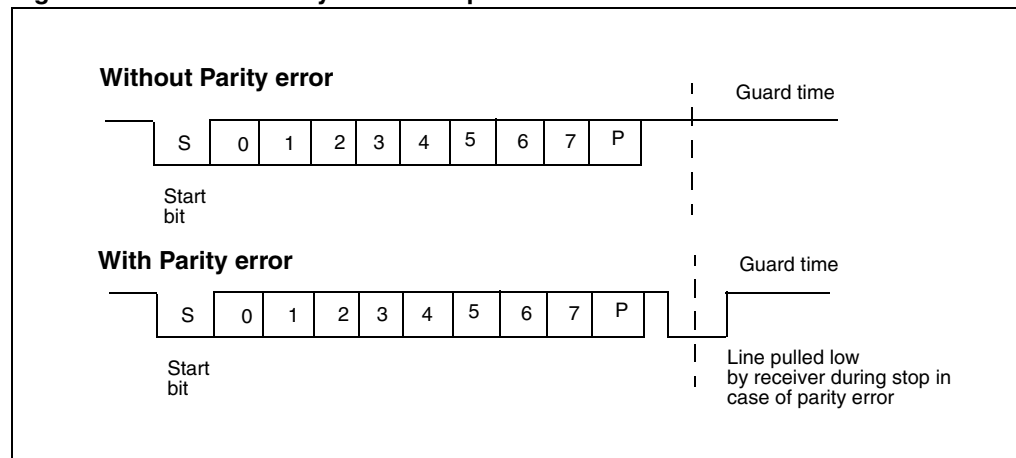 Without Parity error
Guard time
S 0 1 2 3 4 5 6 7 P
Start
bit
With Parity error
Guard time
S 0 1 2 3 4 5 6 7 P
Start
bit
Line pulled low
by receiver during stop in
case of parity error